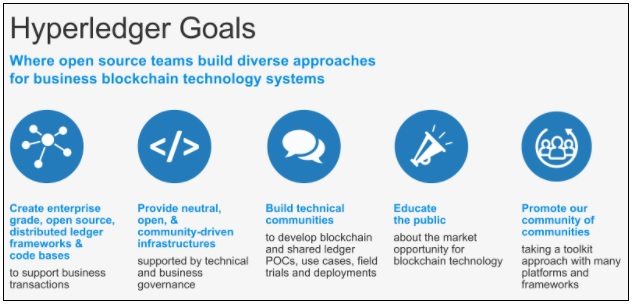 Hyperledger Goals
Where open source teams build diverse approaches
for business blockchain technology systems
</>
Create enterprise
grade, open source,
distributed ledger
frameworks &
code bases
to support business
transactions
Provide neutral,
open, &
community-driven
infrastructures
supported by technical
and business
governance
Build technical
communities
to develop blockchain
and shared ledger
POCs, use cases, field
trials and deployments
Educate
the public
about the market
opportunity for
blockchain technology
Promote our
community of
communities
taking a toolkit
approach with many
platforms and
frameworks